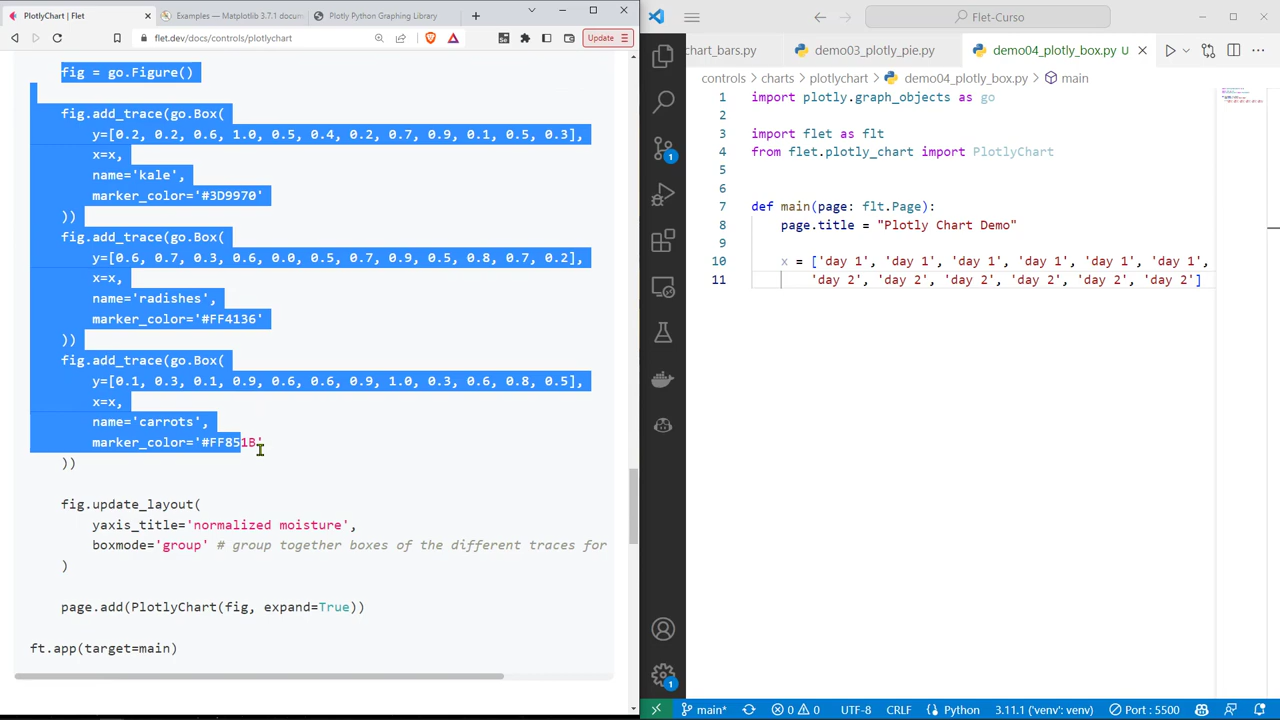 PlotlyChart | Flet
Examples — Matplotlib 3.7.1 docum
Plotly Python Graphing Library
flet.dev/docs/controls/plotlychart
Update
fig = go.Figure()
fig.add_trace(go.Box(
y=[0.2, 0.2, 0.6, 1.0, 0.5, 0.4, 0.2, 0.7, 0.9, 0.1, 0.5, 0.3],
x=x,
name='kale',
marker_color='#3D9970'
))
fig.add_trace(go.Box(
y=[0.6, 0.7, 0.3, 0.6, 0.0, 0.5, 0.7, 0.9, 0.5, 0.8, 0.7, 0.2],
x=x,
name='radishes',
marker_color='#FF4136'
))
fig.add_trace(go.Box(
y=[0.1, 0.3, 0.1, 0.9, 0.6, 0.6, 0.9, 1.0, 0.3, 0.6, 0.8, 0.5],
x=x,
name='carrots',
marker_color='#FF851B'
))
fig.update_layout(
yaxis_title='normalized moisture',
boxmode='group' # group together boxes of the different traces for
)
page.add(PlotlyChart(fig, expand=True))
ft.app(target=main)
Flet-Curso
chart_bars.py
demo03_plotly_pie.py
demo04_plotly_box.py U
controls > charts > plotlychart > demo04_plotly_box.py > main
1 import plotly.graph_objects as go
2
3 import flet as flt
4 from flet.plotly_chart import PlotlyChart
5
6
7 def main(page: flt.Page):
8 page.title = "Plotly Chart Demo"
9
10 x = ['day 1', 'day 1', 'day 1', 'day 1', 'day 1', 'day 1',
11 'day 2', 'day 2', 'day 2', 'day 2', 'day 2', 'day 2']
1
1
main* 0 0 UTF-8 CRLF Python 3.11.1 ('venv': venv) Port : 5500